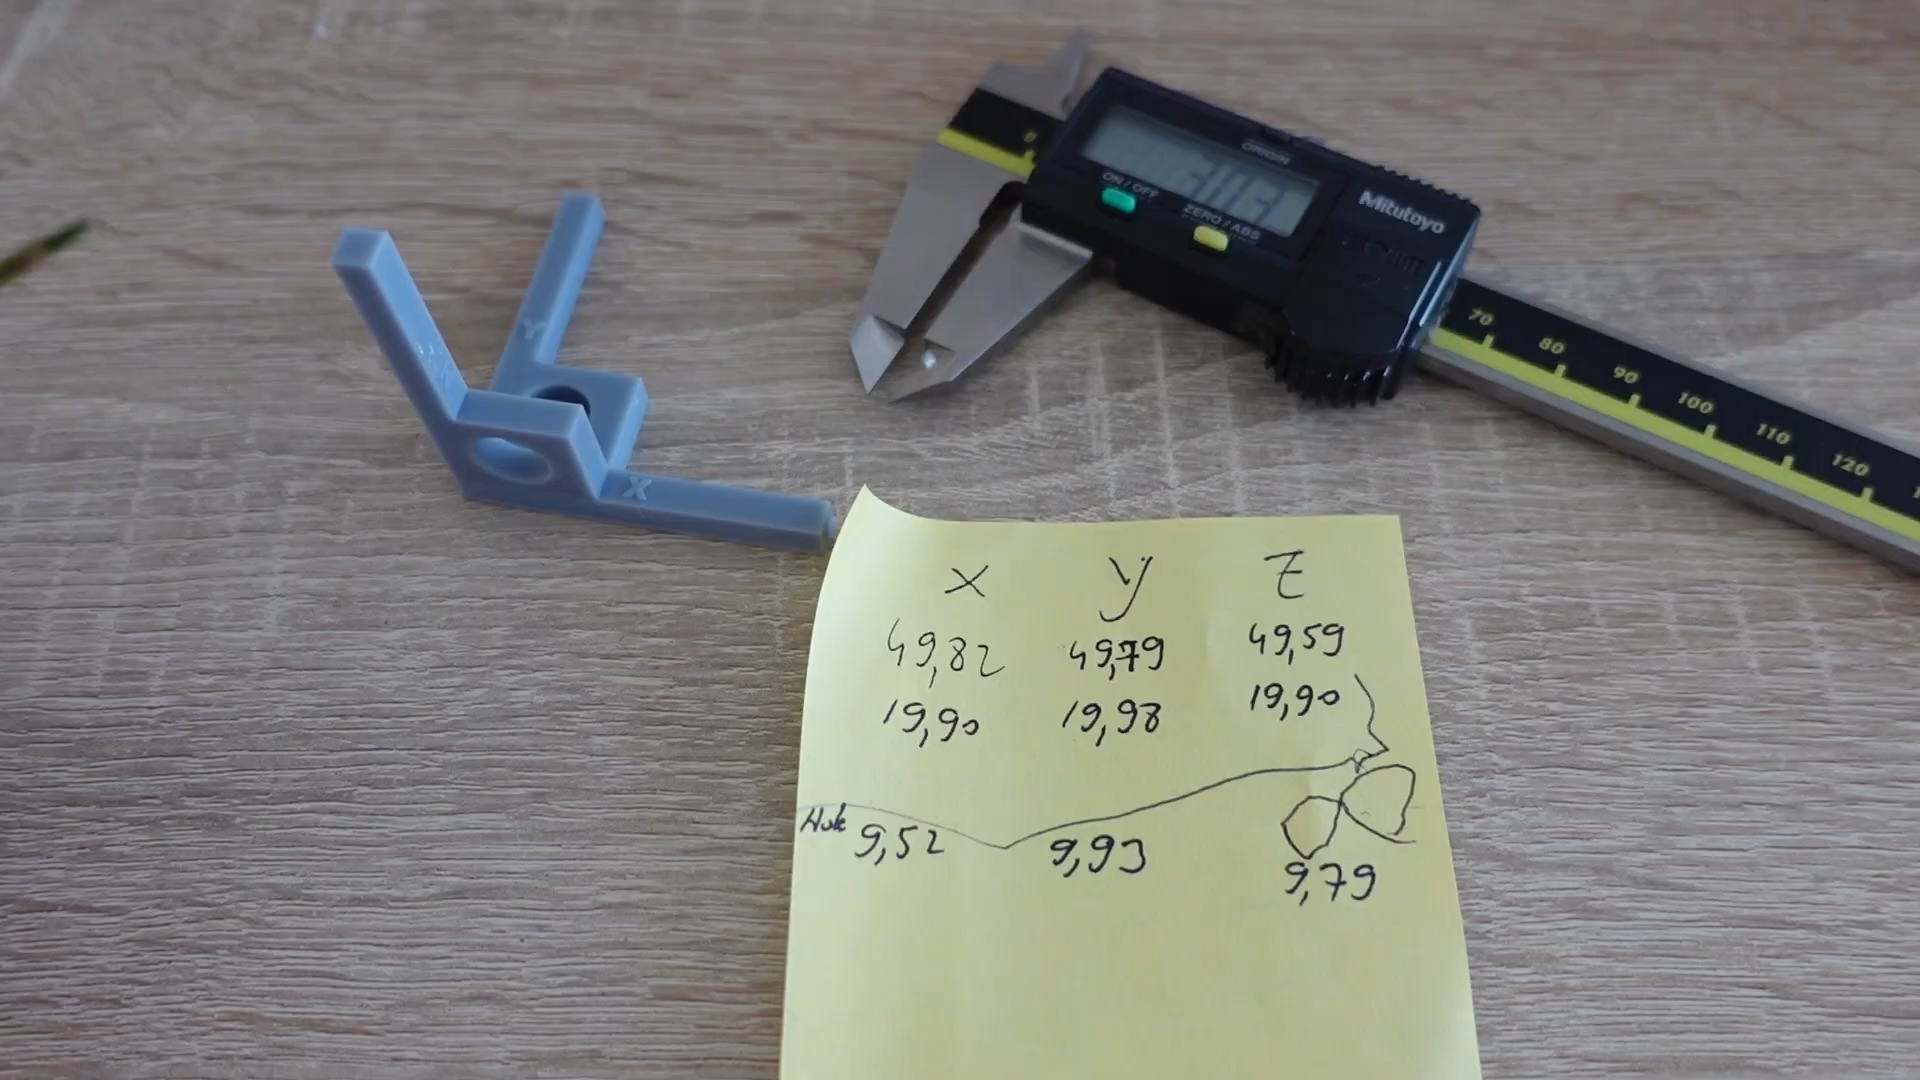 ORIGIN
ON / OFF
ZERO / ABS
Mitutoyo
0
70 80 90 100 110 120
Y
X
x y z
49,82 49,79 49,59
19,90 19,98 19,90
Hole 9,52 9,93 9,79